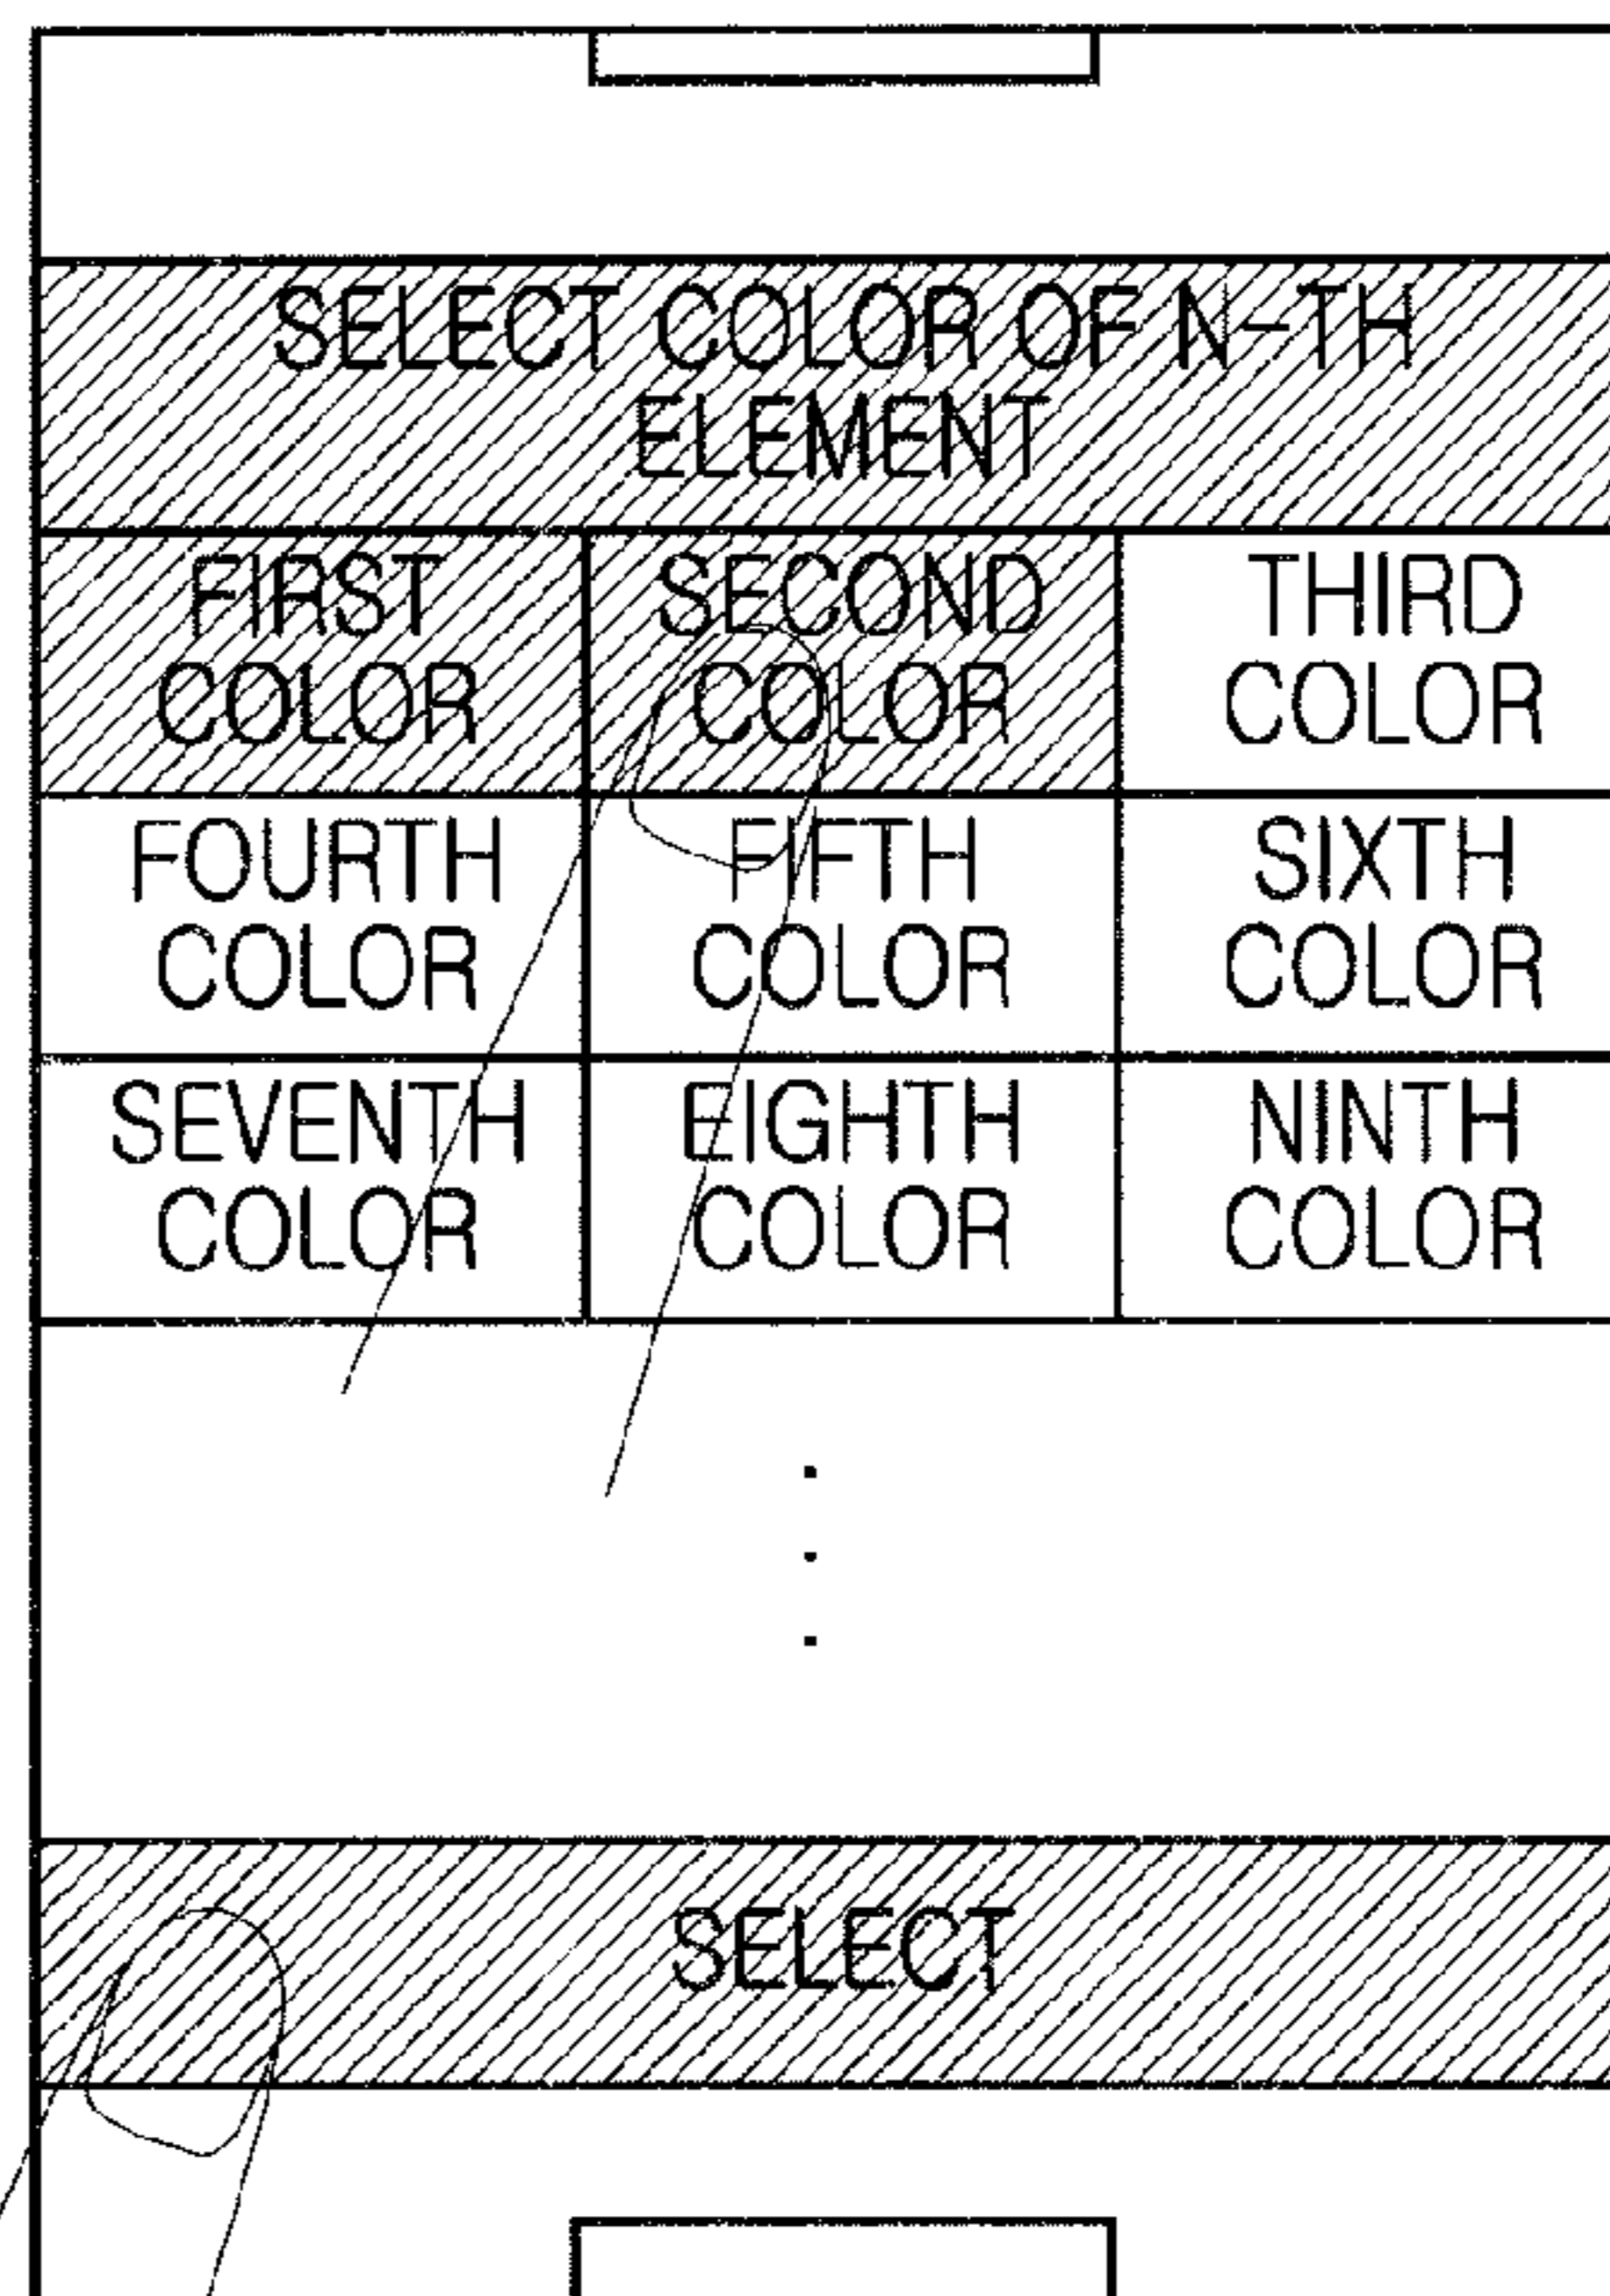 SELECT COLOR OF N-TH
ELEMENT
FIRST
COLOR
SECOND
COLOR
THIRD
COLOR
FOURTH
COLOR
FIFTH
COLOR
SIXTH
COLOR
SEVENTH
COLOR
EIGHTH
COLOR
NINTH
COLOR
SELECT